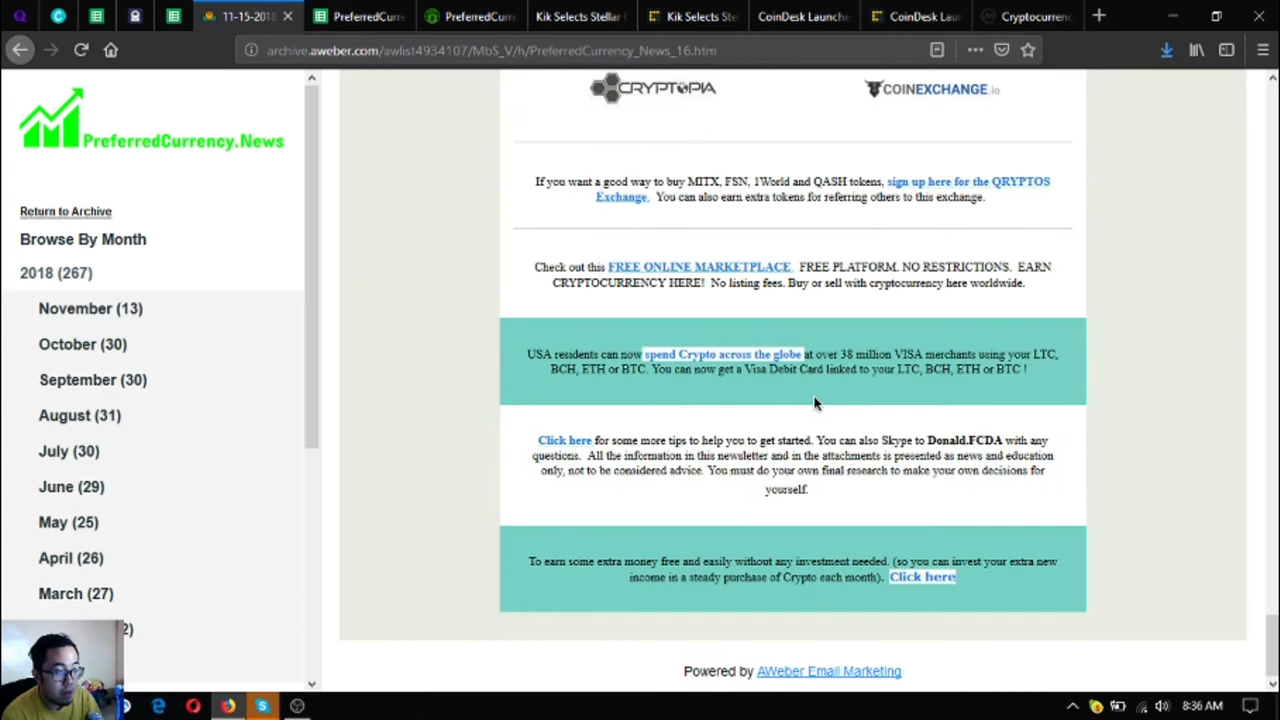 11-15-2018
PreferredCurre
PreferredCu
Kik Selects Stellar
Kik Selects Stel
CoinDesk Launche
CoinDesk Lau
Cryptocurrenc
archive.aweber.com/awlist4934107/MbS_V/h/PreferredCurrency_News_16.htm
PreferredCurrency.News
Return to Archive
Browse By Month
2018 (267)
November (13)
October (30)
September (30)
August (31)
July (30)
June (29)
May (25)
April (26)
March (27)
2)
CRYPTOPIA
COINEXCHANGE.io
If you want a good way to buy MITX, FSN, 1World and QASH tokens, sign up here for the QRYPTOS
Exchange. You can also earn extra tokens for referring others to this exchange.
Check out this FREE ONLINE MARKETPLACE. FREE PLATFORM. NO RESTRICTIONS. EARN
CRYPTOCURRENCY HERE! No listing fees. Buy or sell with cryptocurrency here worldwide.
USA residents can now spend Crypto across the globe at over 38 million VISA merchants using your LTC,
BCH, ETH or BTC. You can now get a Visa Debit Card linked to your LTC, BCH, ETH or BTC !
Click here for some more tips to help you to get started. You can also Skype to Donald.FCDA with any
questions. All the information in this newsletter and in the attachments is presented as news and education
only, not to be considered advice. You must do your own final research to make your own decisions for
yourself.
To earn some extra money free and easily without any investment needed. (so you can invest your extra new
income in a steady purchase of Crypto each month). Click here
Powered by AWeber Email Marketing
8:36 AM